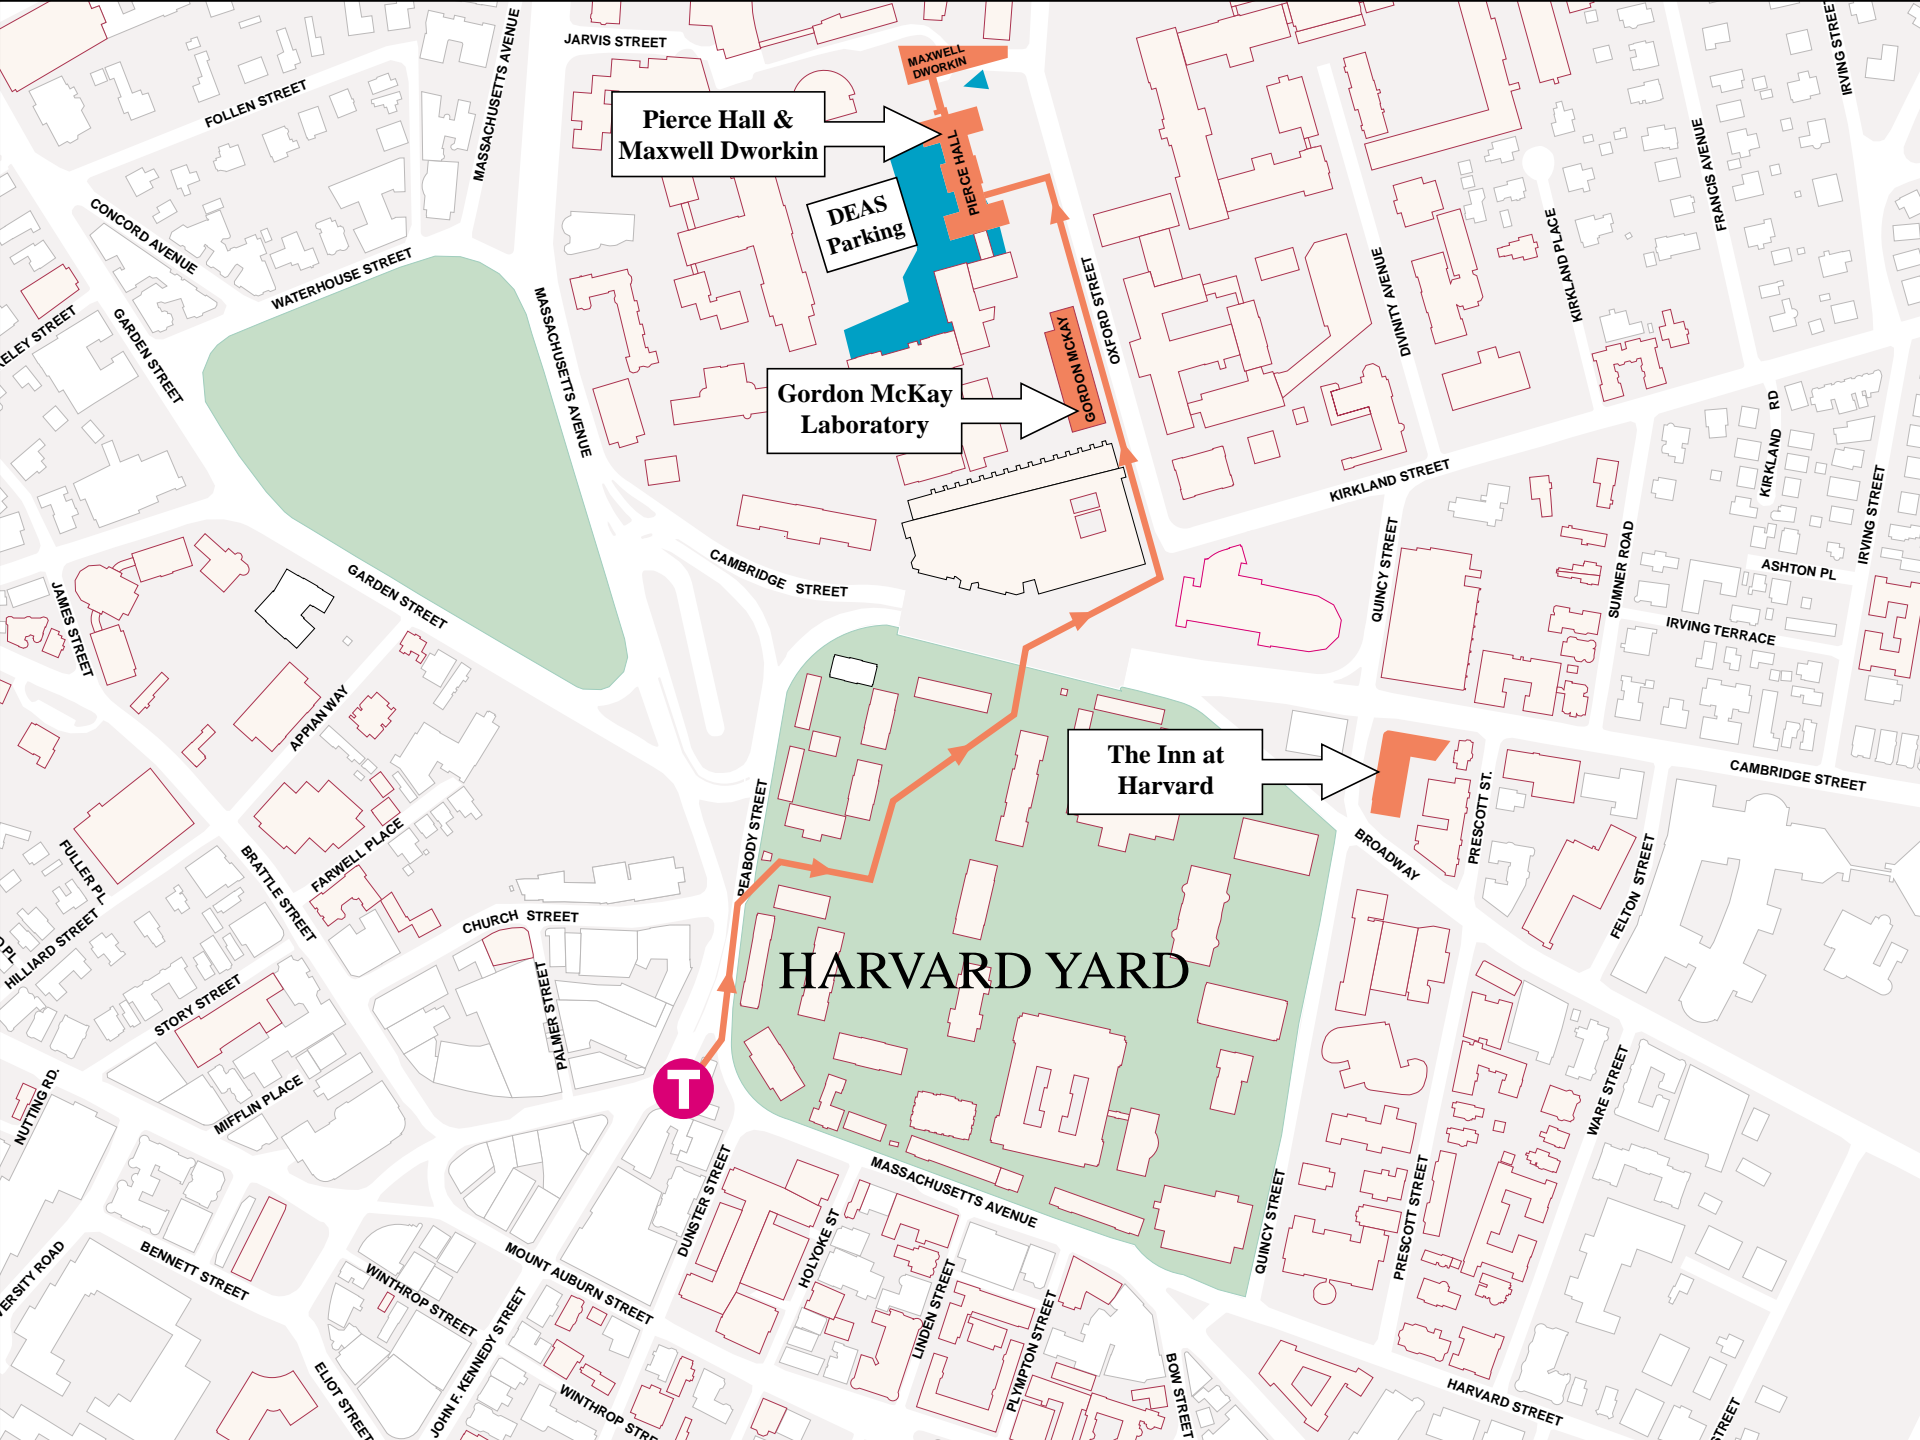 JARVIS STREET
MASSACHUSETTS AVENUE
FOLLEN STREET
MAXWELL
DWORKIN
IRVING STREET
Pierce Hall &
Maxwell Dworkin
PIERCE HALL
FRANCIS AVENUE
DEAS
Parking
CONCORD AVENUE
WATERHOUSE STREET
KIRKLAND PLACE
DIVINITY AVENUE
OXFORD STREET
GARDEN STREET
MASSACHUSETTS AVENUE
GORDON MCKAY
Gordon McKay
Laboratory
KIRKLAND RD
KIRKLAND STREET
IRVING STREET
QUINCY STREET
SUMNER ROAD
ASHTON PL
CAMBRIDGE STREET
GARDEN STREET
JAMES STREET
IRVING TERRACE
APPIAN WAY
The Inn at
Harvard
CAMBRIDGE STREET
PRESCOTT ST.
PEABODY STREET
BROADWAY
FARWELL PLACE
FULLER PL
BRATTLE STREET
FELTON STREET
CHURCH STREET
HILLIARD STREET
HARVARD YARD
STORY STREET
PALMER STREET
T
MIFFLIN PLACE
NUTTING RD.
WARE STREET
MASSACHUSETTS AVENUE
DUNSTER STREET
QUINCY STREET
PRESCOTT STREET
HOLYOKE ST
BENNETT STREET
MOUNT AUBURN STREET
WINTHROP STREET
LINDEN STREET
PLYMPTON STREET
JOHN F. KENNEDY STREET
ELIOT STREET
BOW STREET
HARVARD STREET
WINTHROP STRE
STREET